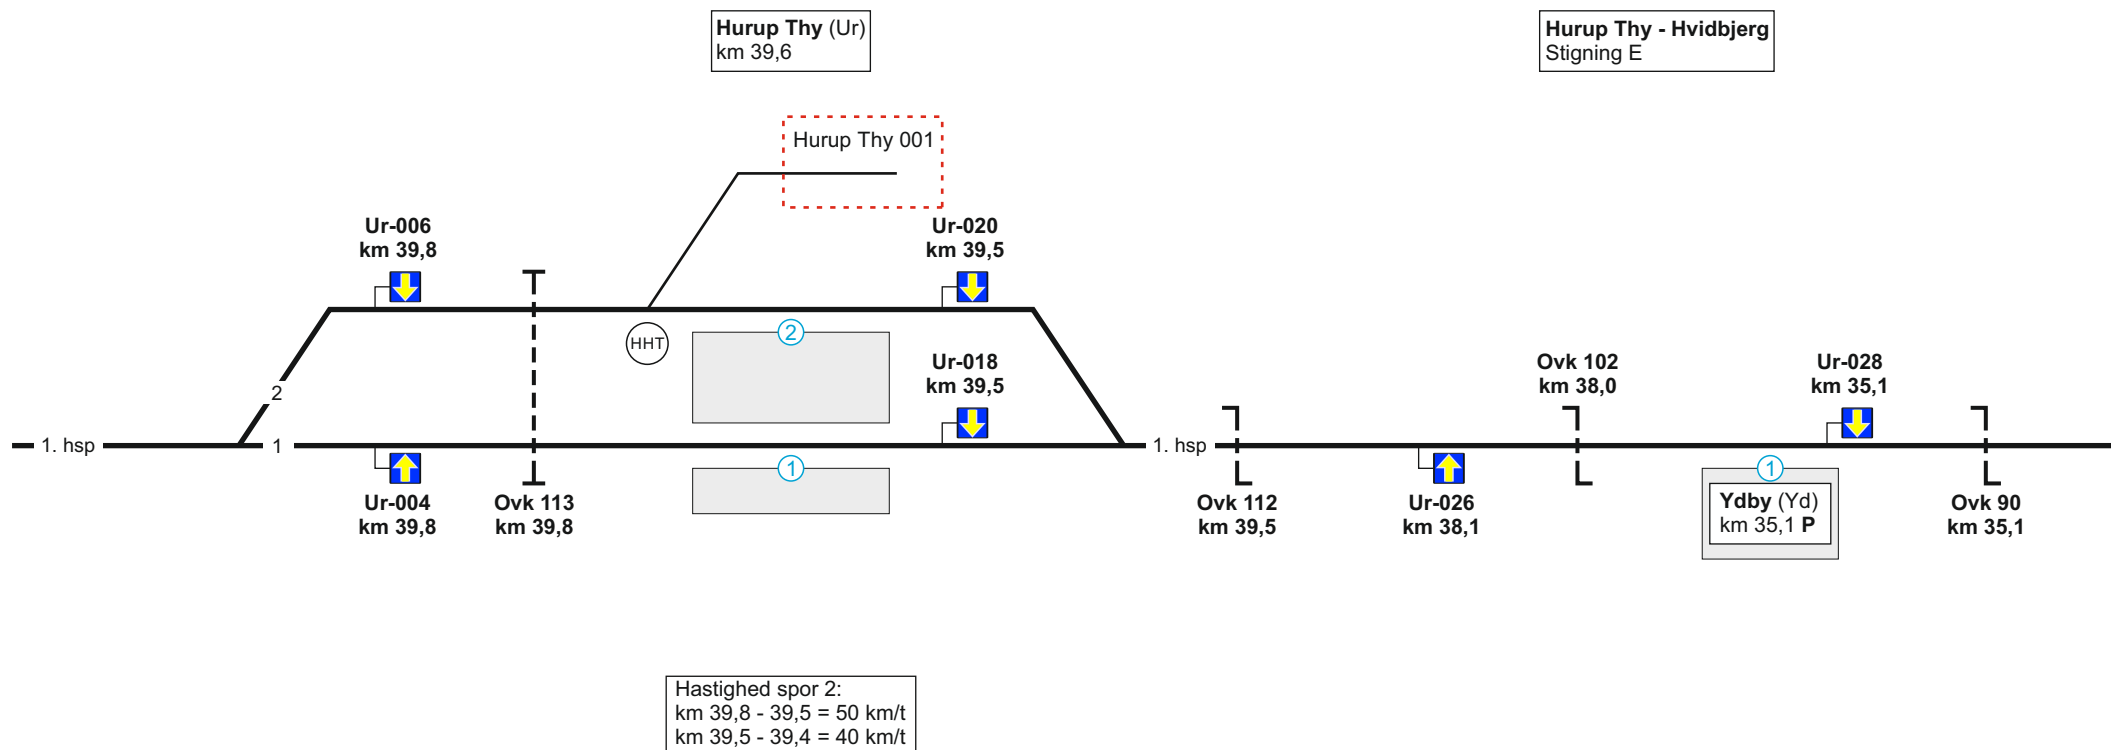 Hurup Thy (Ur)
km 39,6
Hurup Thy - Hvidbjerg
Stigning E
Hurup Thy 001
Ur-006
km 39,8
Ur-020
km 39,5
HHT
2
Ur-018
km 39,5
Ovk 102
km 38,0
Ur-028
km 35,1
2
1. hsp
1
1. hsp
1
1
Ur-004
km 39,8
Ovk 113
km 39,8
Ovk 112
km 39,5
Ur-026
km 38,1
Ydby (Yd)
km 35,1 P
Ovk 90
km 35,1
Hastighed spor 2:
km 39,8 - 39,5 = 50 km/t
km 39,5 - 39,4 = 40 km/t